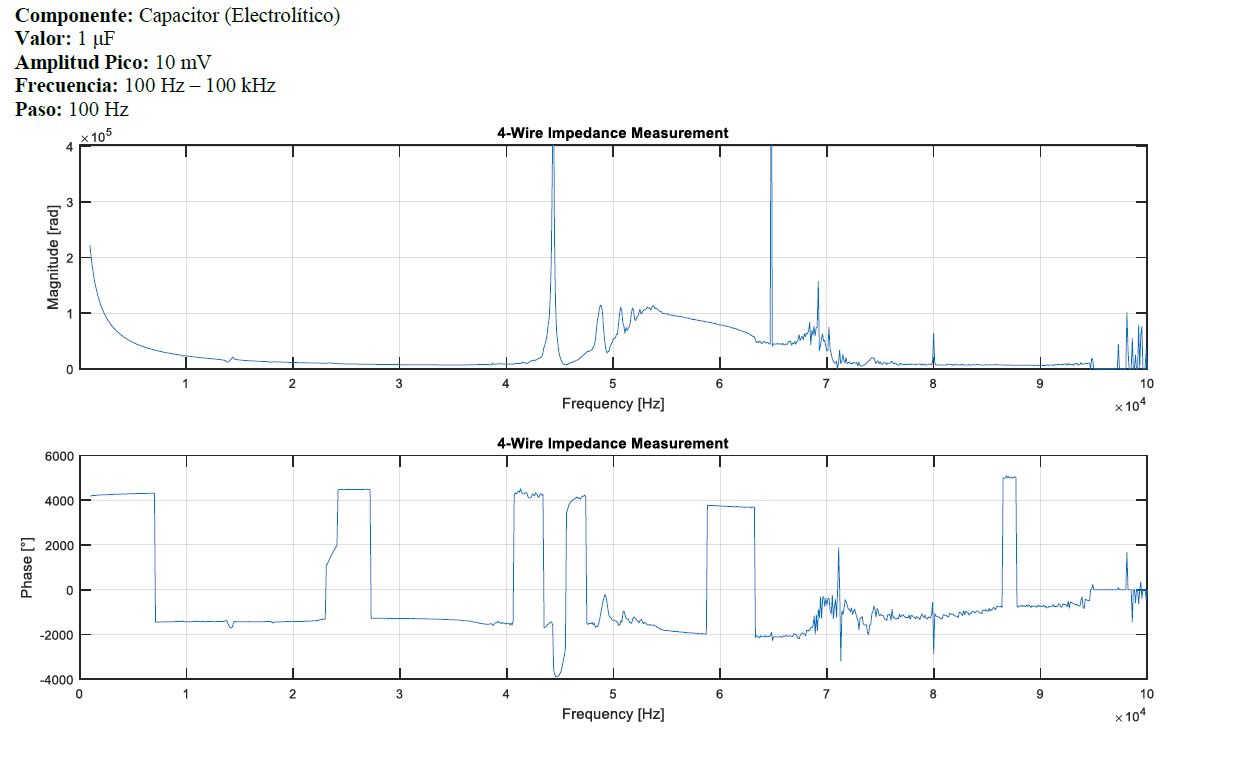 Componente: Capacitor (Electrolítico)
Valor: 1 μF
Amplitud Pico: 10 mV
Frecuencia: 100 Hz – 100 kHz
Paso: 100 Hz
4-Wire Impedance Measurement
×10^5
4
3
2
1
0
Magnitude [rad]
1 2 3 4 5 6 7 8 9 10
Frequency [Hz]
×10^4
4-Wire Impedance Measurement
6000
4000
2000
0
-2000
-4000
Phase [°]
0 1 2 3 4 5 6 7 8 9 10
Frequency [Hz]
×10^4